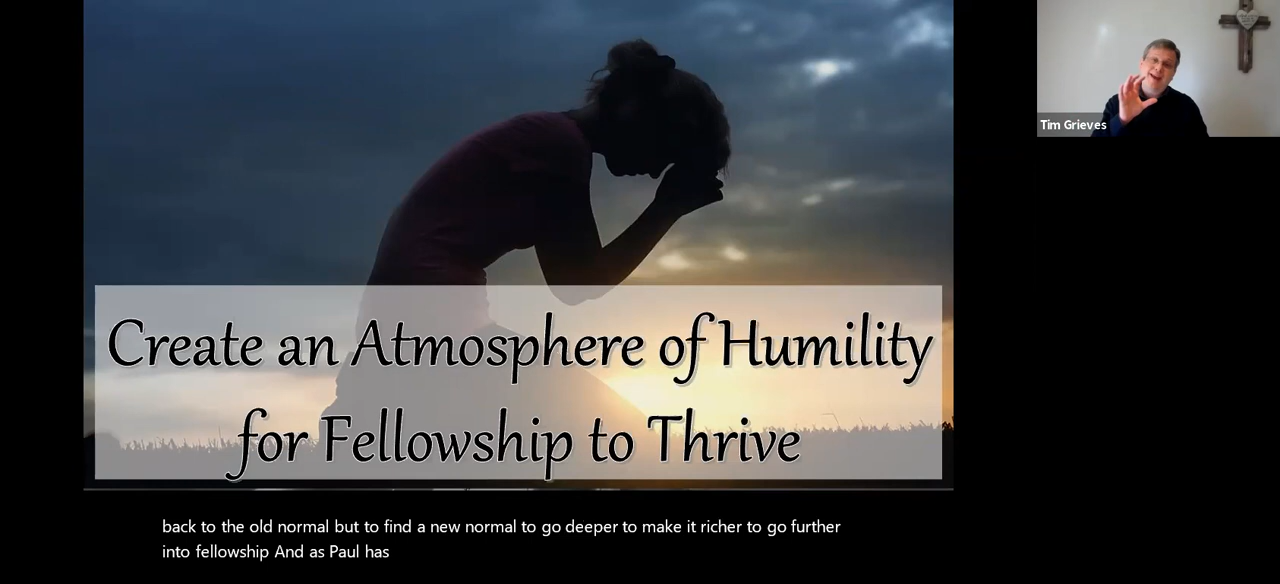 Tim Grieves
Create an Atmosphere of Humility
for Fellowship to Thrive
back to the old normal but to find a new normal to go deeper to make it richer to go further
into fellowship And as Paul has